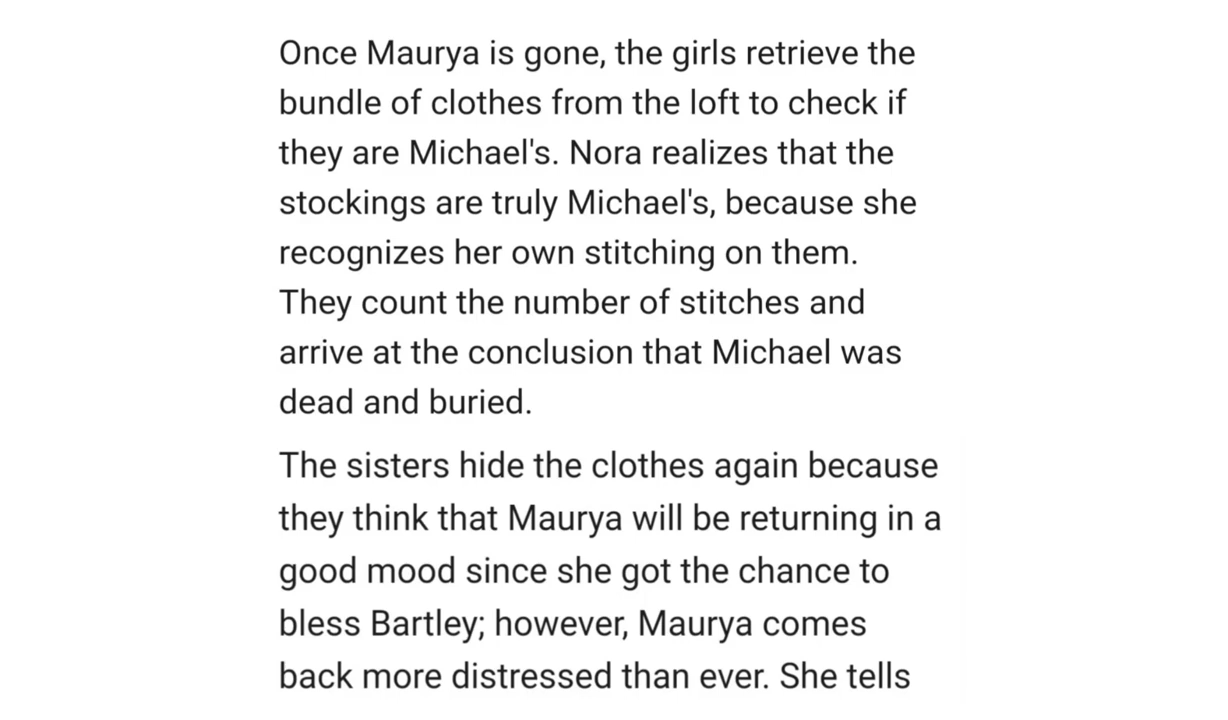 Once Maurya is gone, the girls retrieve the
bundle of clothes from the loft to check if
they are Michael's. Nora realizes that the
stockings are truly Michael's, because she
recognizes her own stitching on them.
They count the number of stitches and
arrive at the conclusion that Michael was
dead and buried.
The sisters hide the clothes again because
they think that Maurya will be returning in a
good mood since she got the chance to
bless Bartley; however, Maurya comes
back more distressed than ever. She tells